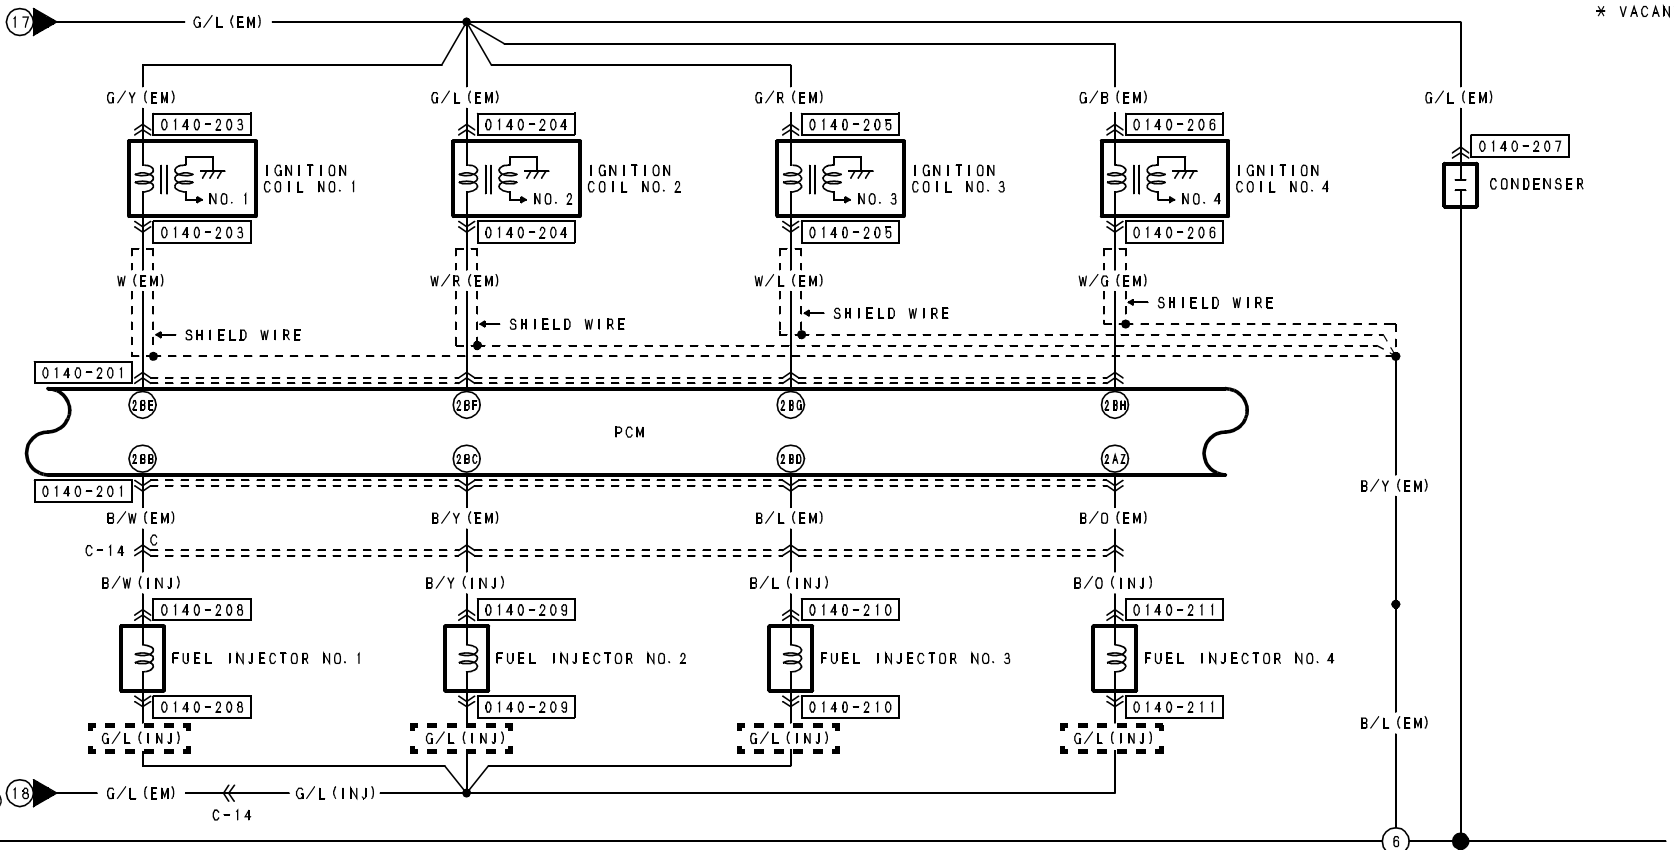 * VACAN
17 G/L (EM)
G/Y (EM) G/L (EM) G/R (EM) G/B (EM) G/L (EM)
0140-203 0140-204 0140-205 0140-206
0140-207
IGNITION COIL NO. 1
NO. 1
IGNITION COIL NO. 2
NO. 2
IGNITION COIL NO. 3
NO. 3
IGNITION COIL NO. 4
NO. 4
CONDENSER
0140-203 0140-204 0140-205 0140-206
W (EM) W/R (EM) W/L (EM) W/G (EM)
SHIELD WIRE SHIELD WIRE SHIELD WIRE SHIELD WIRE
0140-201
2BE 2BF 2BG 2BH
PCM
2BB 2BC 2BD 2AZ
0140-201
B/Y (EM)
B/W (EM) B/Y (EM) B/L (EM) B/O (EM)
C-14 C
B/W (INJ) B/Y (INJ) B/L (INJ) B/O (INJ)
0140-208 0140-209 0140-210 0140-211
FUEL INJECTOR NO. 1 FUEL INJECTOR NO. 2 FUEL INJECTOR NO. 3 FUEL INJECTOR NO. 4
0140-208 0140-209 0140-210 0140-211
B/L (EM)
G/L (INJ) G/L (INJ) G/L (INJ) G/L (INJ)
18 G/L (EM) G/L (INJ)
C-14
6